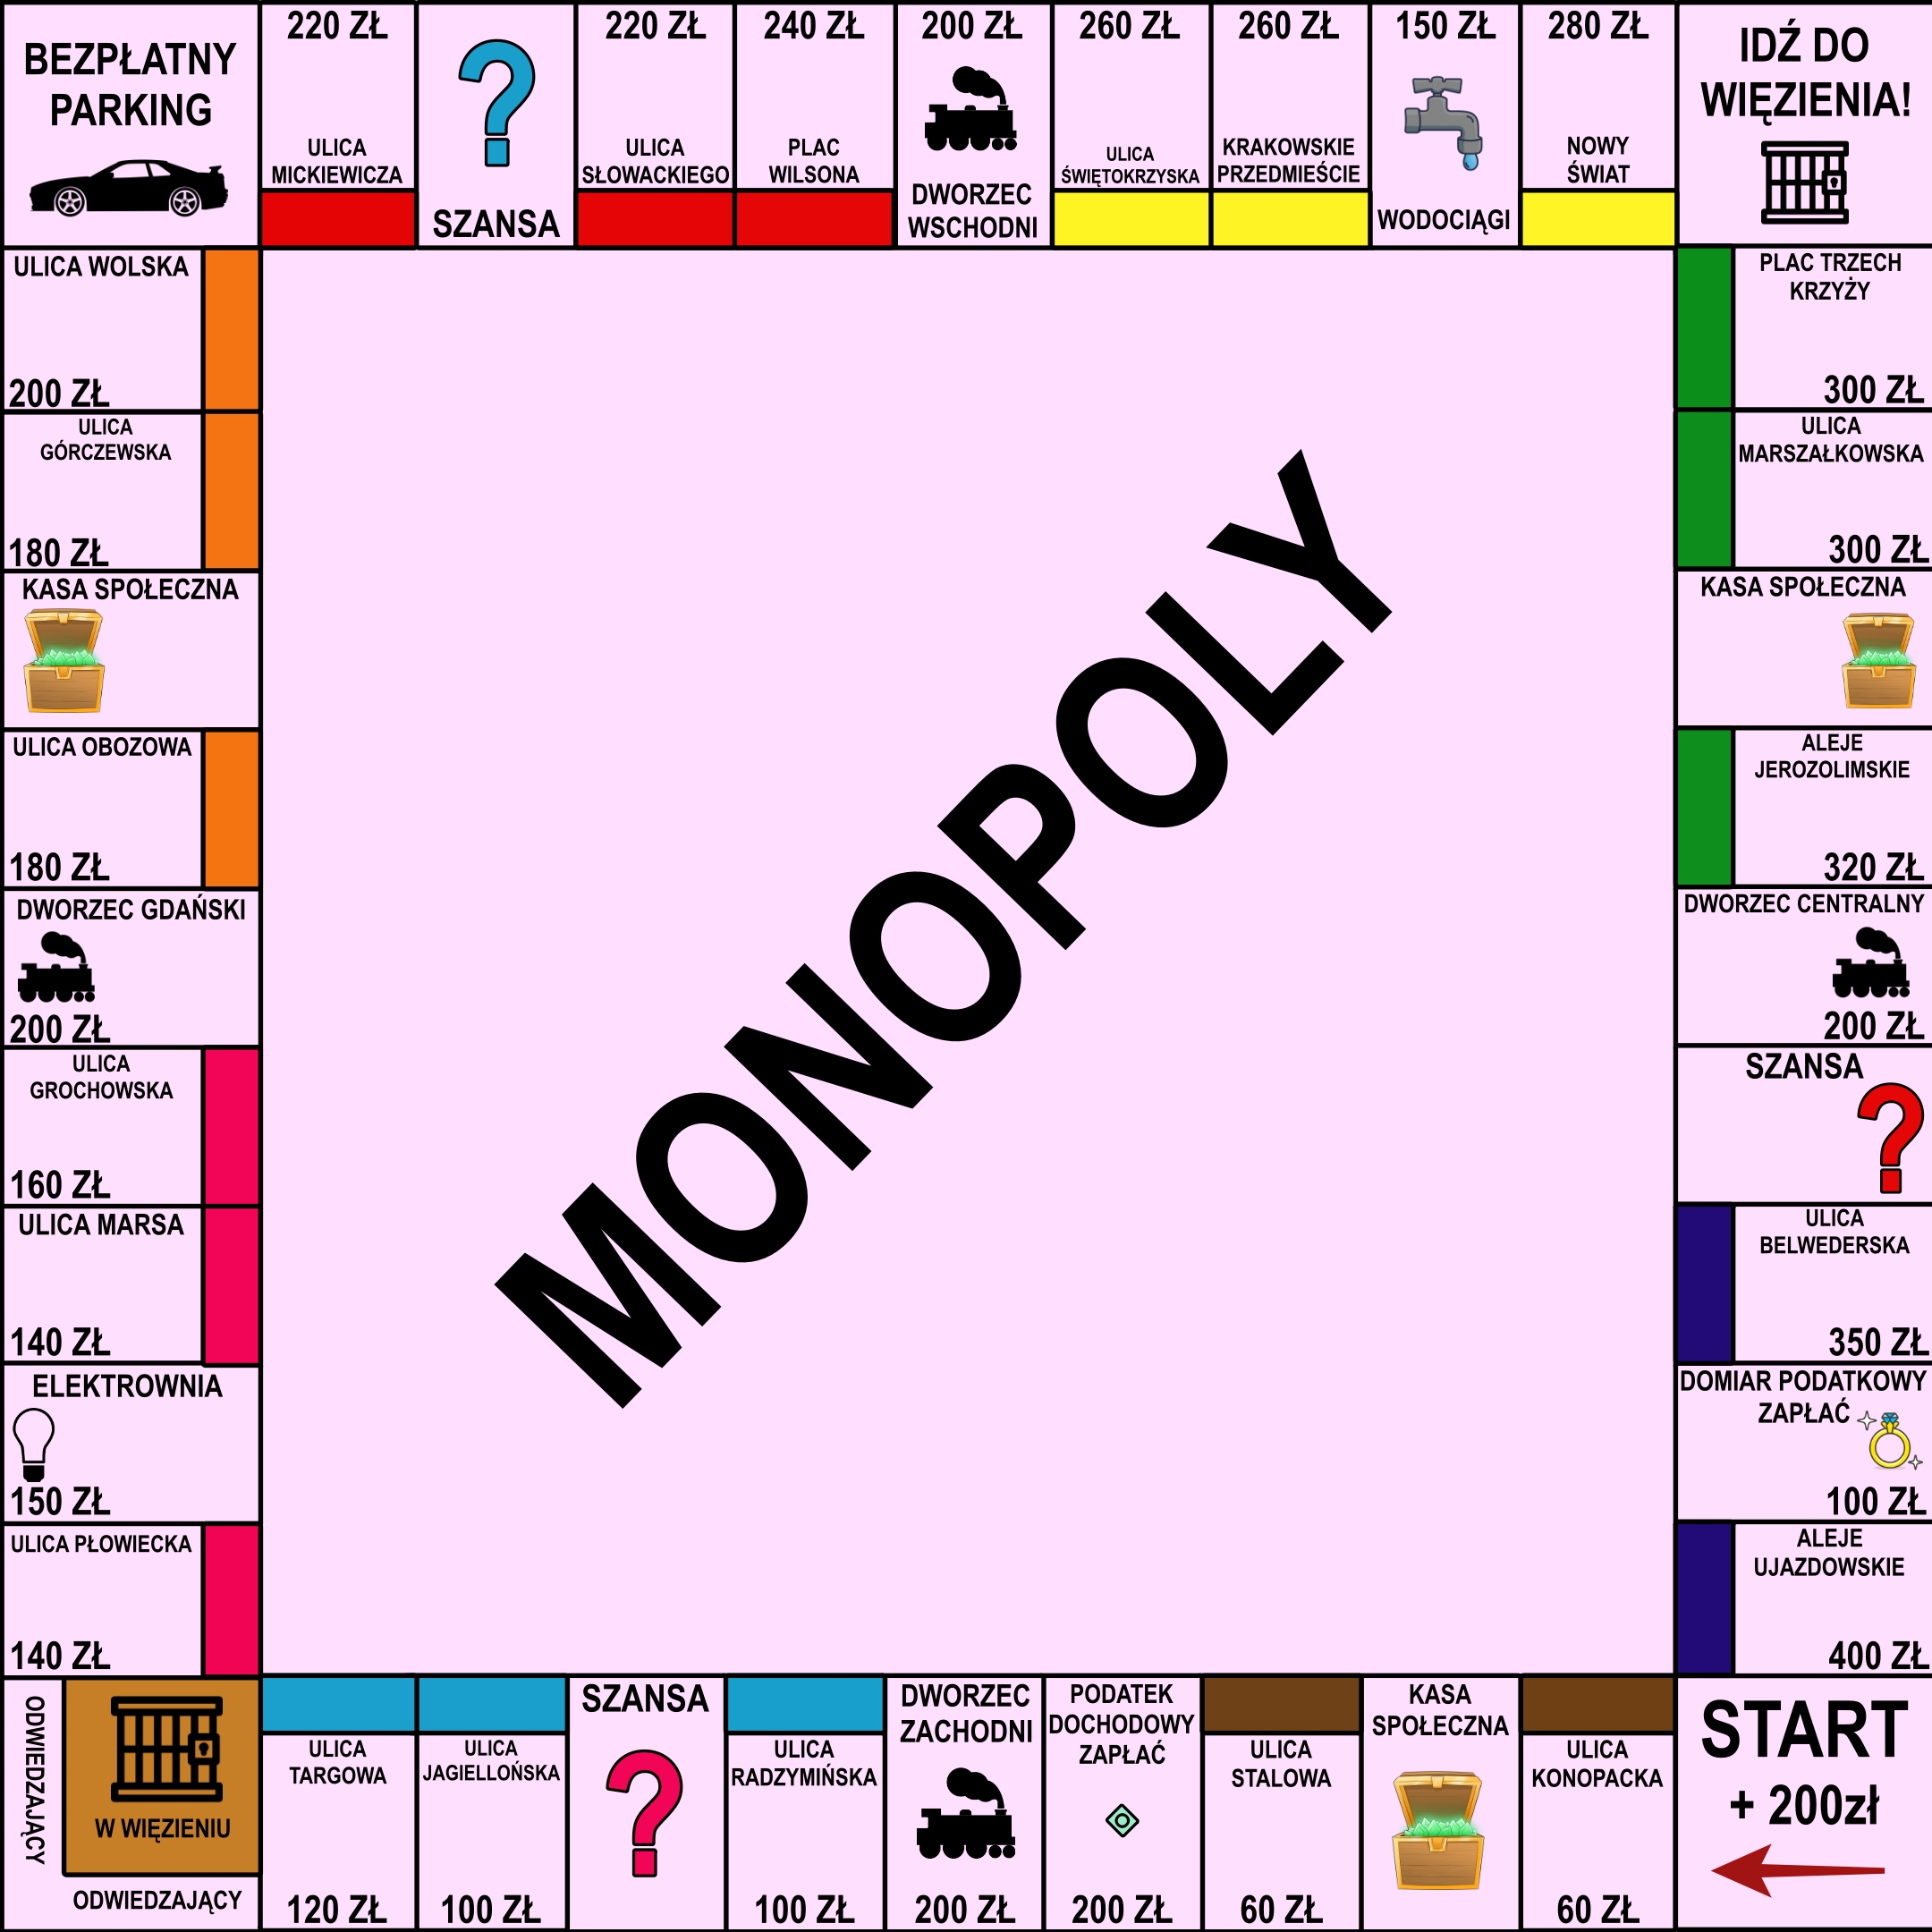 BEZPŁATNY
PARKING
220 ZŁ
ULICA
MICKIEWICZA
?
SZANSA
220 ZŁ
ULICA
SŁOWACKIEGO
240 ZŁ
PLAC
WILSONA
200 ZŁ
DWORZEC
WSCHODNI
260 ZŁ
ULICA
ŚWIĘTOKRZYSKA
260 ZŁ
KRAKOWSKIE
PRZEDMIEŚCIE
150 ZŁ
WODOCIĄGI
280 ZŁ
NOWY
ŚWIAT
IDŹ DO
WIĘZIENIA!
ULICA WOLSKA
200 ZŁ
ULICA
GÓRCZEWSKA
180 ZŁ
KASA SPOŁECZNA
ULICA OBOZOWA
180 ZŁ
DWORZEC GDAŃSKI
200 ZŁ
ULICA
GROCHOWSKA
160 ZŁ
ULICA MARSA
140 ZŁ
ELEKTROWNIA
150 ZŁ
ULICA PŁOWIECKA
140 ZŁ
MONOPOLY
PLAC TRZECH
KRZYŻY
300 ZŁ
ULICA
MARSZAŁKOWSKA
300 ZŁ
KASA SPOŁECZNA
ALEJE
JEROZOLIMSKIE
320 ZŁ
DWORZEC CENTRALNY
200 ZŁ
SZANSA
?
ULICA
BELWEDERSKA
350 ZŁ
DOMIAR PODATKOWY
ZAPŁAĆ
100 ZŁ
ALEJE
UJAZDOWSKIE
400 ZŁ
ODWIEDZAJĄCY
W WIĘZIENIU
ODWIEDZAJĄCY
ULICA
TARGOWA
120 ZŁ
ULICA
JAGIELLOŃSKA
100 ZŁ
SZANSA
?
ULICA
RADZYMIŃSKA
100 ZŁ
DWORZEC
ZACHODNI
200 ZŁ
PODATEK
DOCHODOWY
ZAPŁAĆ
200 ZŁ
ULICA
STALOWA
60 ZŁ
KASA
SPOŁECZNA
ULICA
KONOPACKA
60 ZŁ
START
+ 200zł